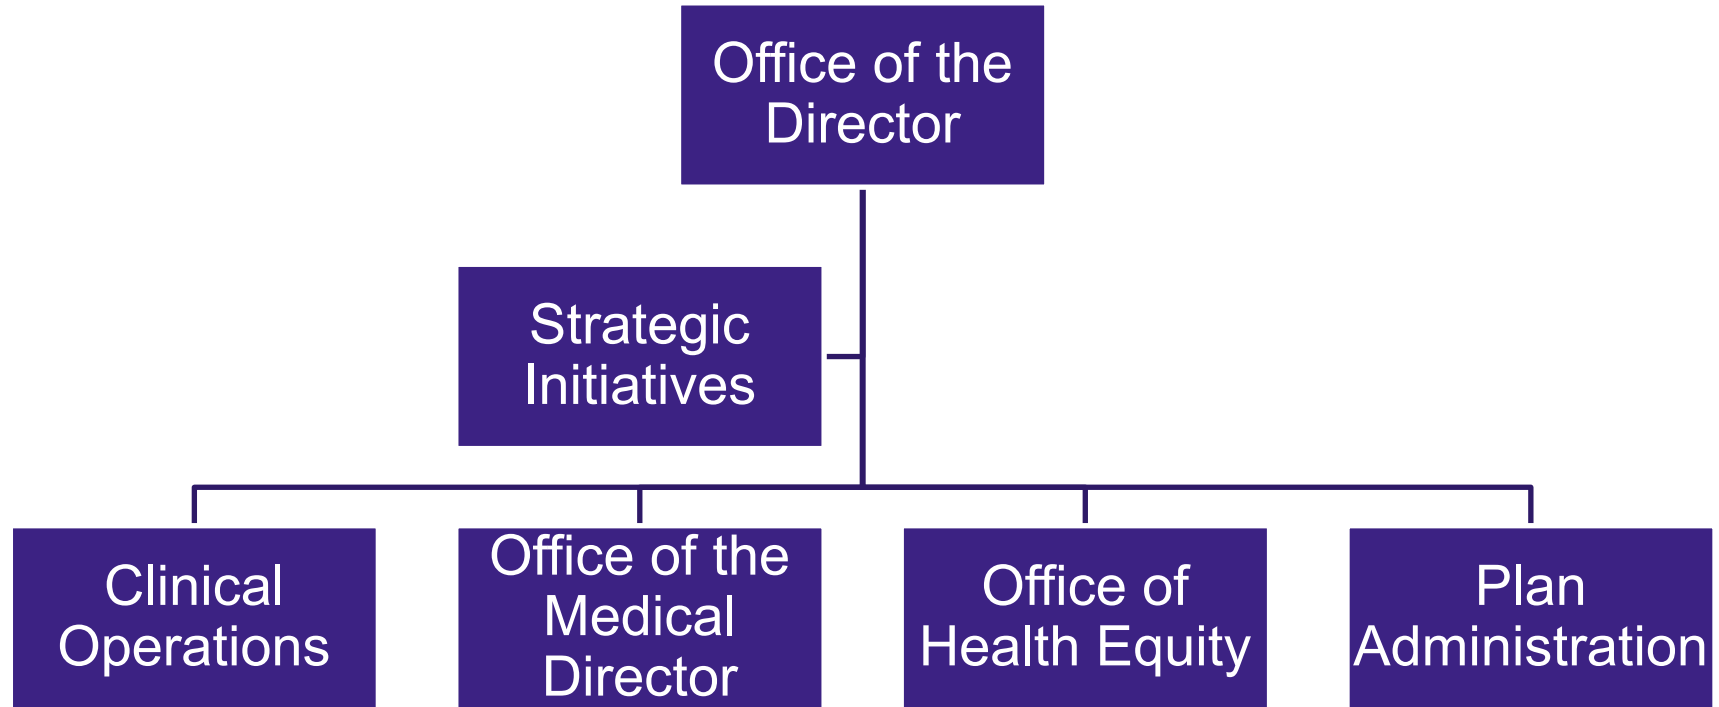 Office of the
Director
Strategic
Initiatives
Clinical
Operations
Office of the
Medical
Director
Office of
Health Equity
Plan
Administration